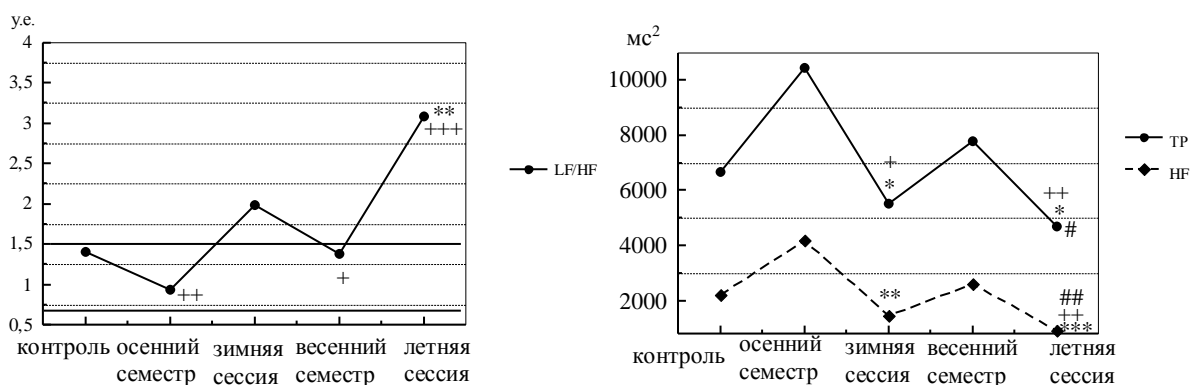 у.е.
4
3,5
3
2,5
2
1,5
1
0,5
**
+++
++
+
контроль
осенний
семестр
зимняя
сессия
весенний
семестр
летняя
сессия
LF/HF
мс²
10000
8000
6000
4000
2000
+
*
++
*
#
**
##
++
***
контроль
осенний
семестр
зимняя
сессия
весенний
семестр
летняя
сессия
TP
HF